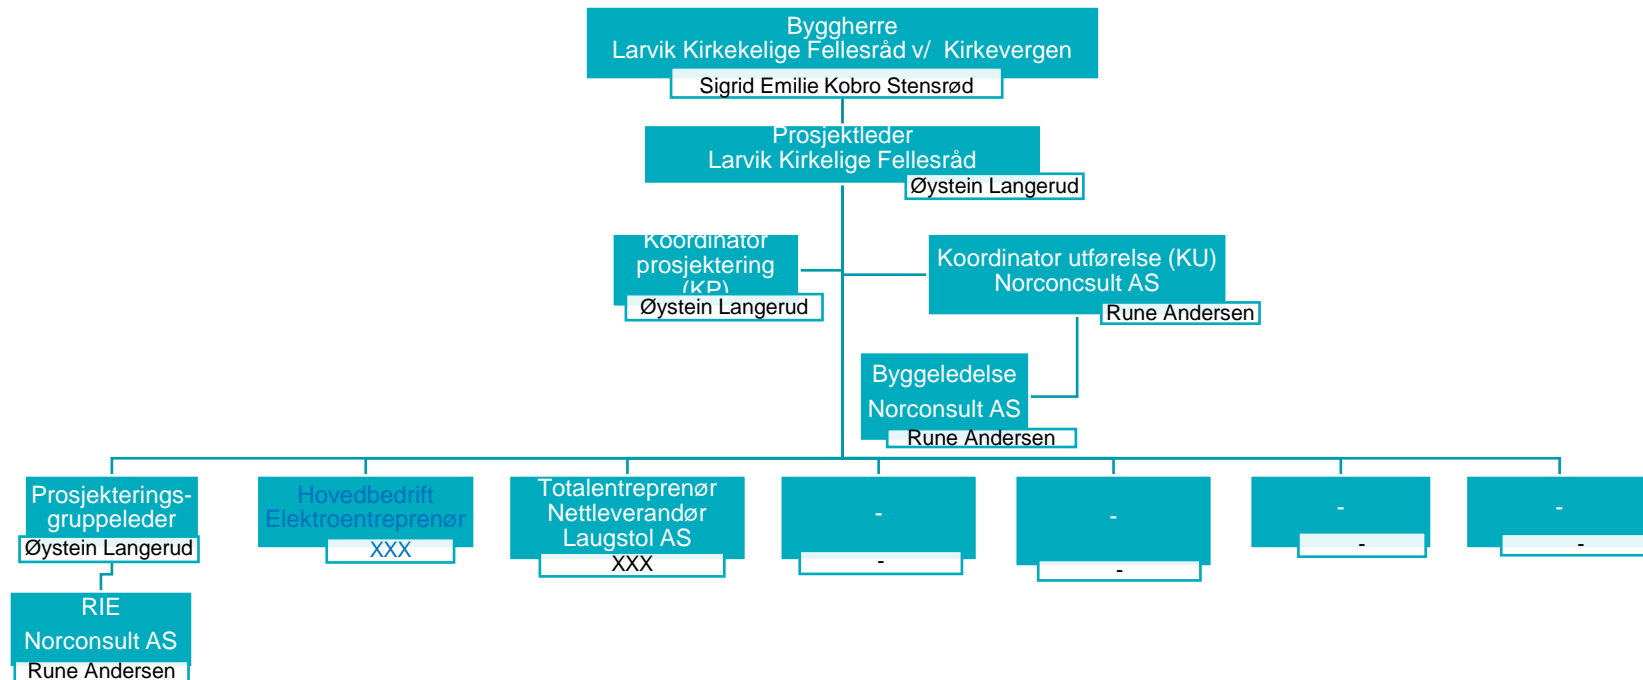 Byggherre
Larvik Kirkekelige Fellesråd v/  Kirkevergen
Sigrid Emilie Kobro Stensrød
Prosjektleder
Larvik Kirkelige Fellesråd
Øystein Langerud
Koordinator
prosjektering
(KP)
Øystein Langerud
Koordinator utførelse (KU)
Norconcsult AS
Rune Andersen
Byggeledelse
Norconsult AS
Rune Andersen
Prosjekterings-
gruppeleder
Øystein Langerud
Hovedbedrift
Elektroentreprenør
XXX
Totalentreprenør
Nettleverandør
Laugstol AS
XXX
-
-
-
-
-
-
-
-
RIE
Norconsult AS
Rune Andersen